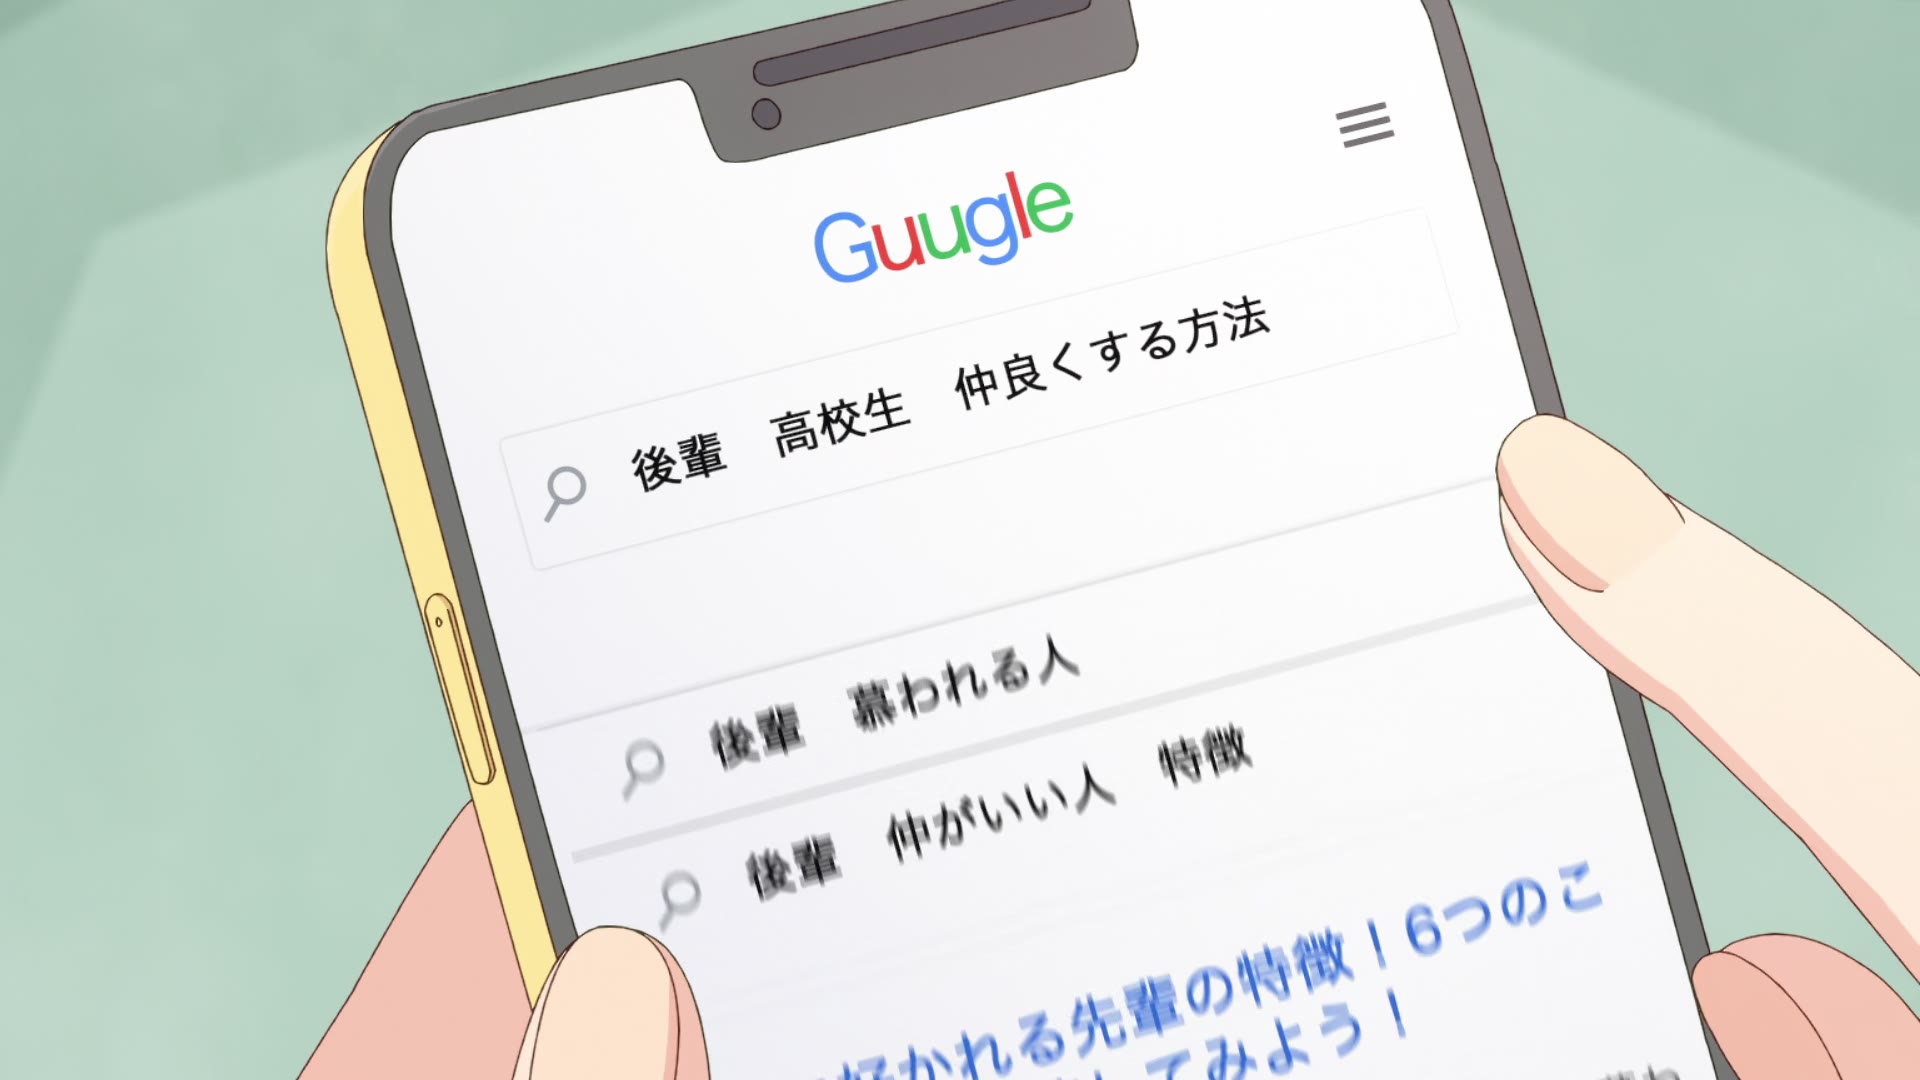 Guugle
後輩　高校生　仲良くする方法
後輩　慕われる人
後輩　仲がいい人　特徴
好かれる先輩の特徴！6つのこ
てみよう！